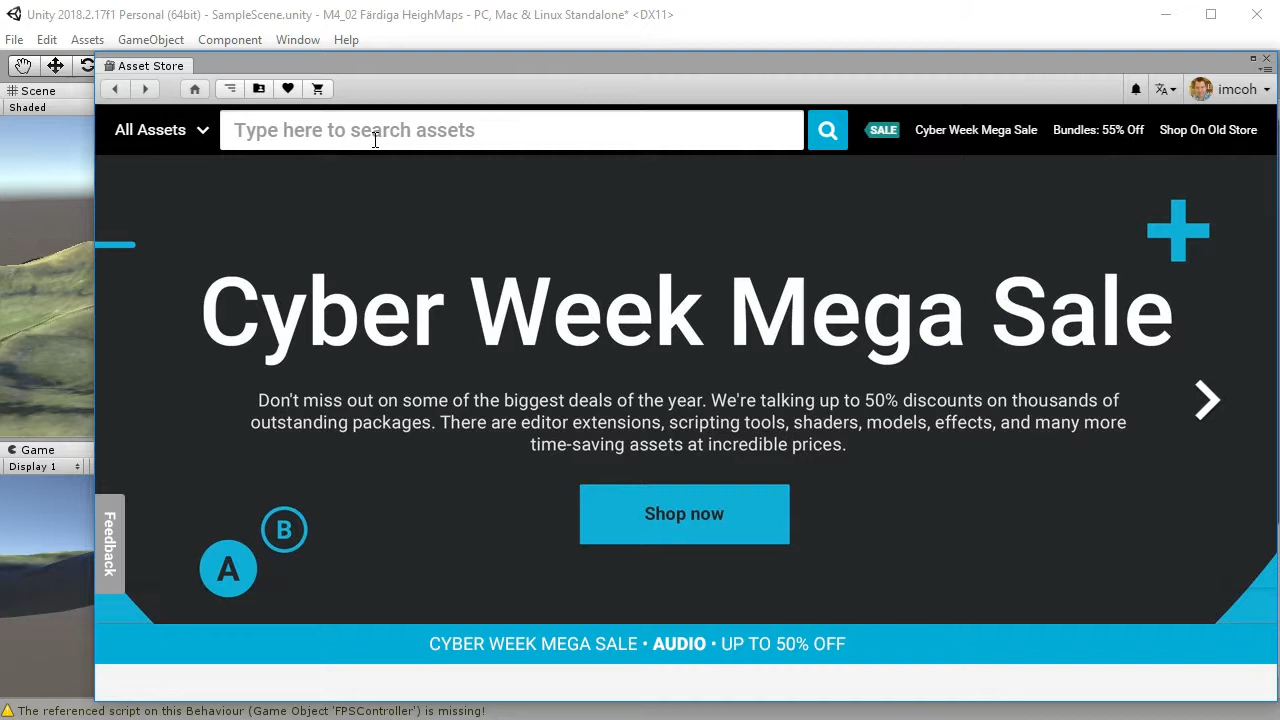 Unity 2018.2.17f1 Personal (64bit) - SampleScene.unity - M4_02 Färdiga HeighMaps - PC, Mac & Linux Standalone* <DX11>
File Edit Assets GameObject Component Window Help
Asset Store
Scene
imcoh
Shaded
All Assets
Type here to search assets
SALE
Cyber Week Mega Sale
Bundles: 55% Off
Shop On Old Store
Cyber Week Mega Sale
Don't miss out on some of the biggest deals of the year. We're talking up to 50% discounts on thousands of
outstanding packages. There are editor extensions, scripting tools, shaders, models, effects, and many more
time-saving assets at incredible prices.
Game
Display 1
Shop now
Feedback
B
A
CYBER WEEK MEGA SALE • AUDIO • UP TO 50% OFF
The referenced script on this Behaviour (Game Object 'FPSController') is missing!